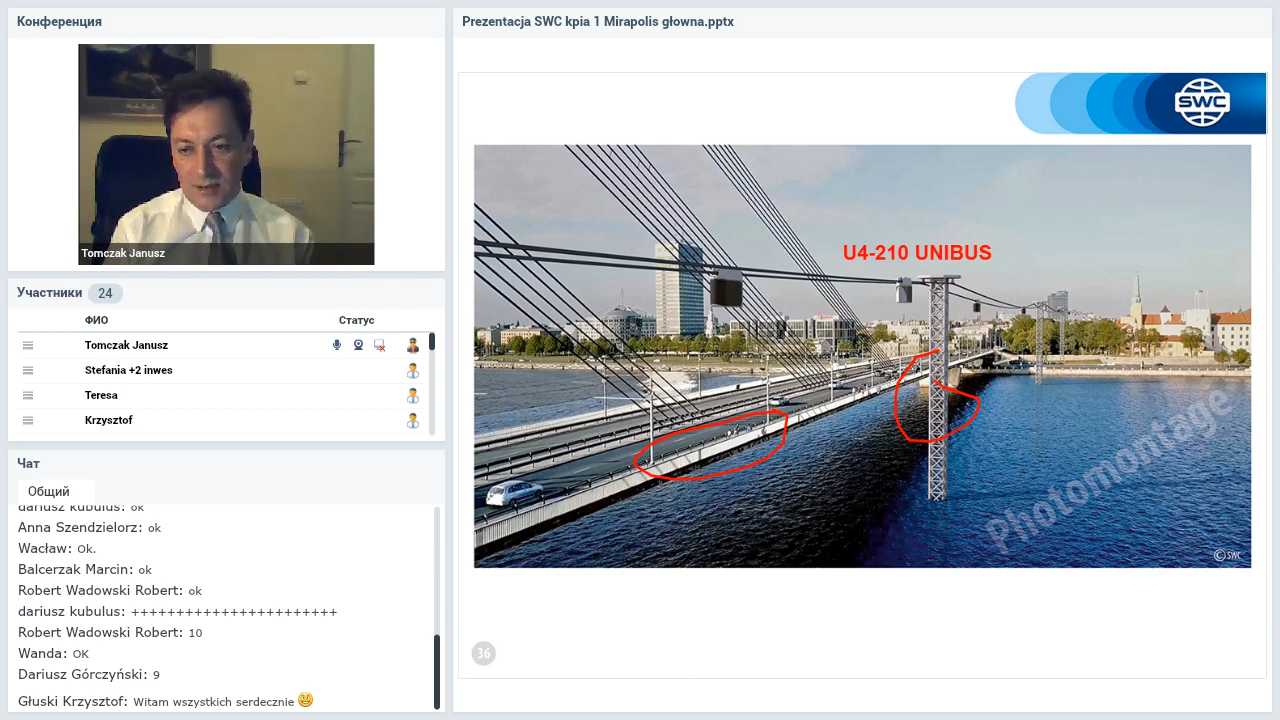 Конференция
Tomczak Janusz
Участники 24
ФИО Статус
Tomczak Janusz
Stefania +2 inwes
Teresa
Krzysztof
Чат
Общий
dariusz kubulus: ok
Anna Szendzielorz: ok
Wacław: Ok.
Balcerzak Marcin: ok
Robert Wadowski Robert: ok
dariusz kubulus: +++++++++++++++++++++++
Robert Wadowski Robert: 10
Wanda: OK
Dariusz Górczyński: 9
Głuski Krzysztof: Witam wszystkich serdecznie
Prezentacja SWC kpia 1 Mirapolis głowna.pptx
SWC
U4-210 UNIBUS
Photomontage
© SWC
36